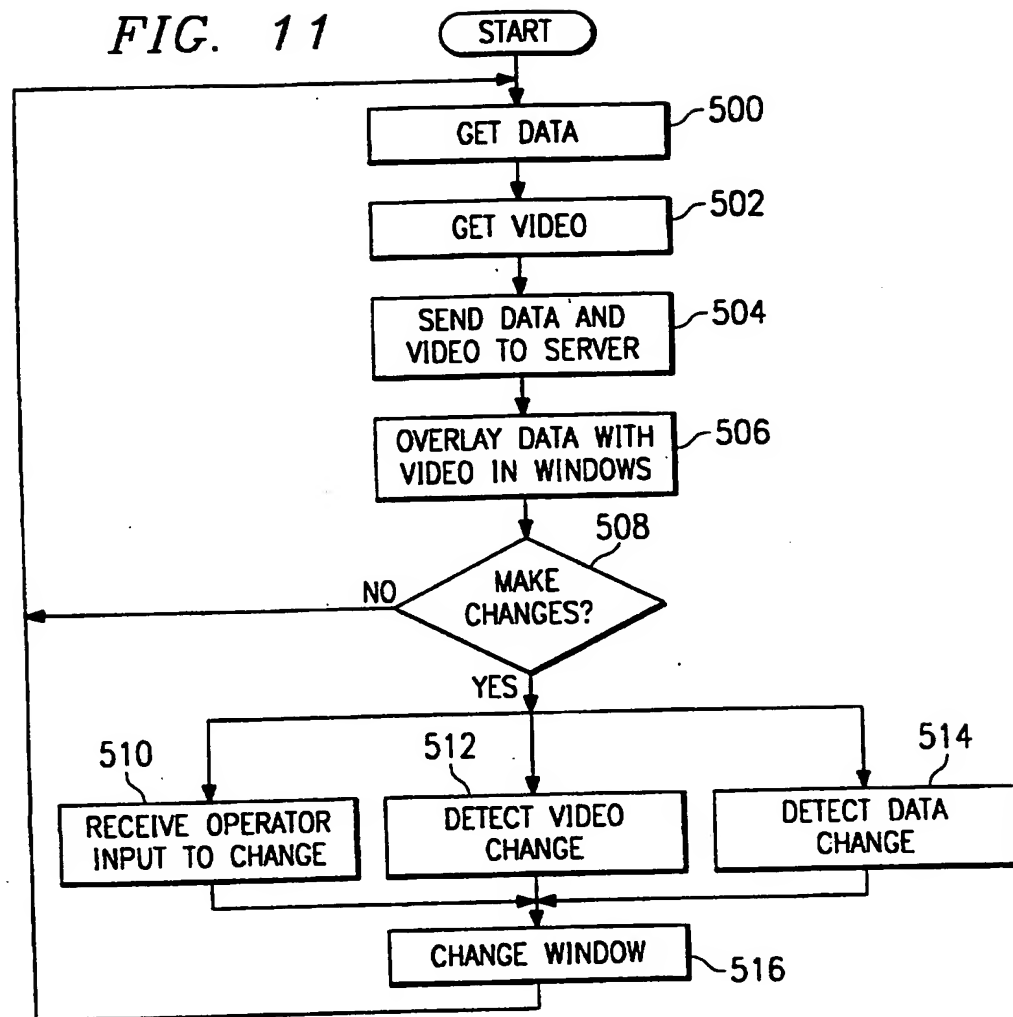 FIG. 11
START
GET DATA
500
GET VIDEO
502
SEND DATA AND
VIDEO TO SERVER
504
OVERLAY DATA WITH
VIDEO IN WINDOWS
506
508
MAKE
CHANGES?
NO
YES
510
RECEIVE OPERATOR
INPUT TO CHANGE
512
DETECT VIDEO
CHANGE
514
DETECT DATA
CHANGE
CHANGE WINDOW
516